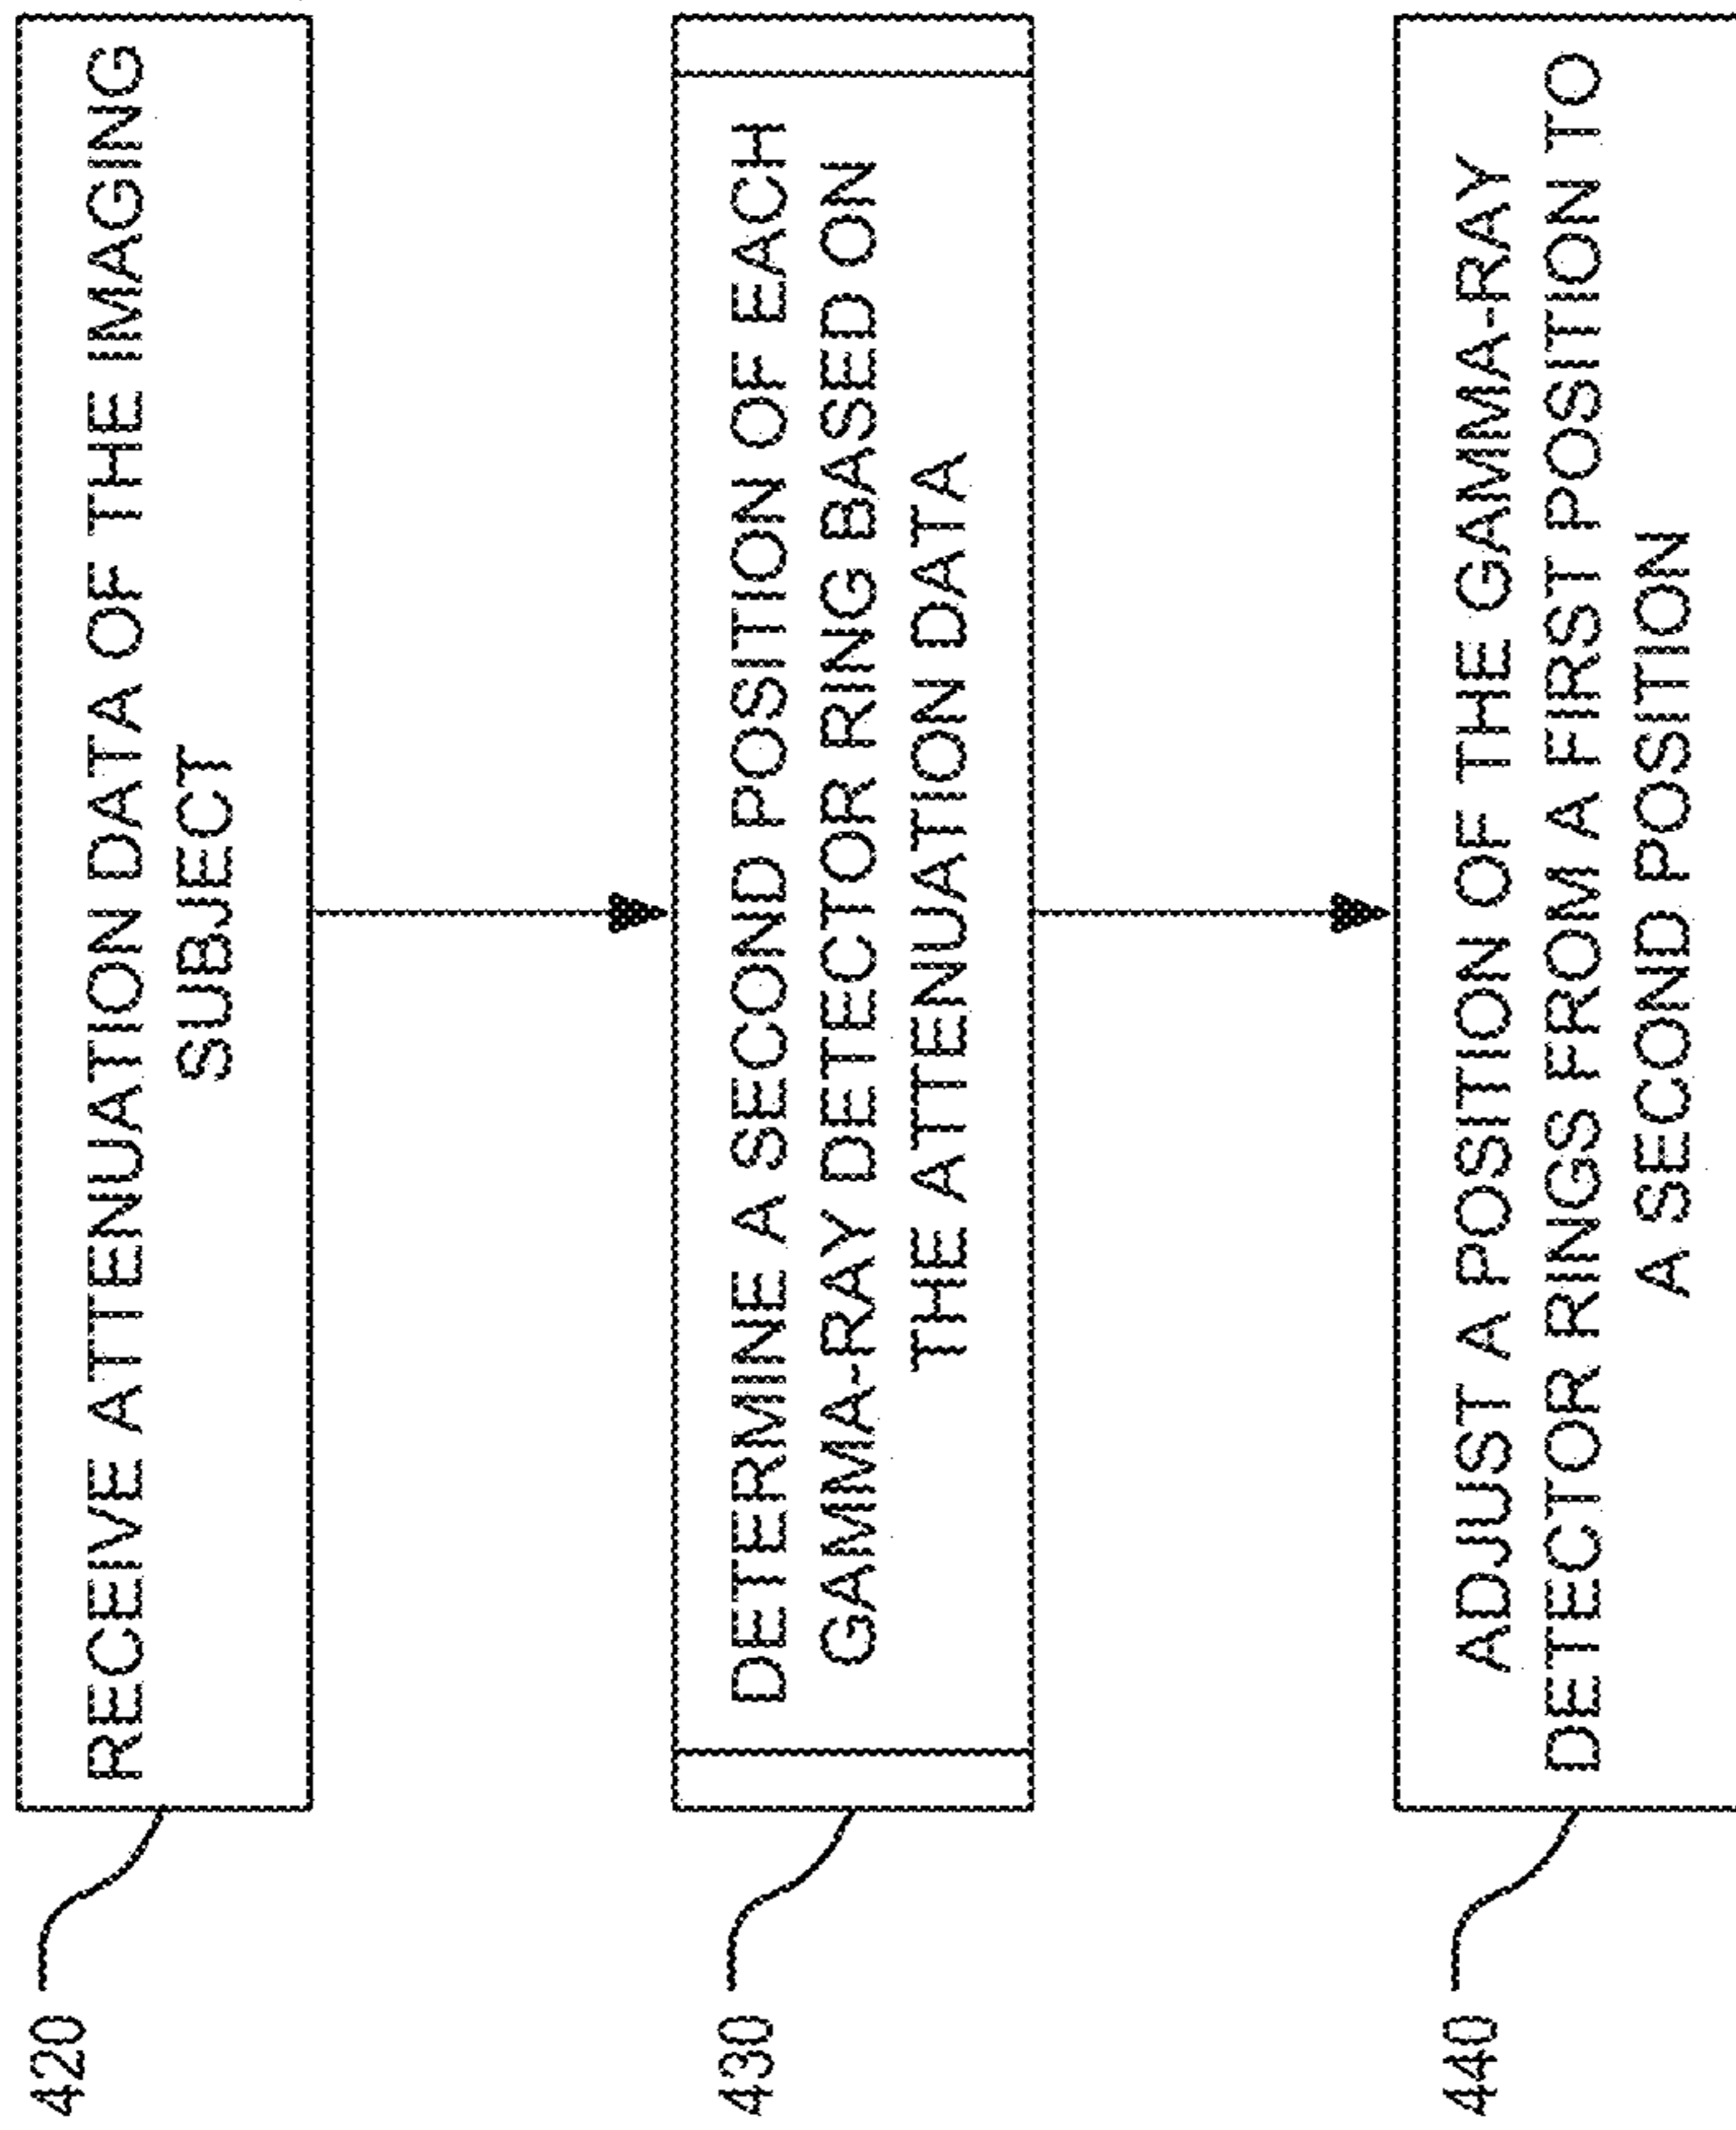 420
RECEIVE ATTENUATION DATA OF THE IMAGING
SUBJECT
430
DETERMINE A SECOND POSITION OF EACH
GAMMA-RAY DETECTOR RING BASED ON
THE ATTENUATION DATA
440
ADJUST A POSITION OF THE GAMMA-RAY
DETECTOR RINGS FROM A FIRST POSITION TO
A SECOND POSITION